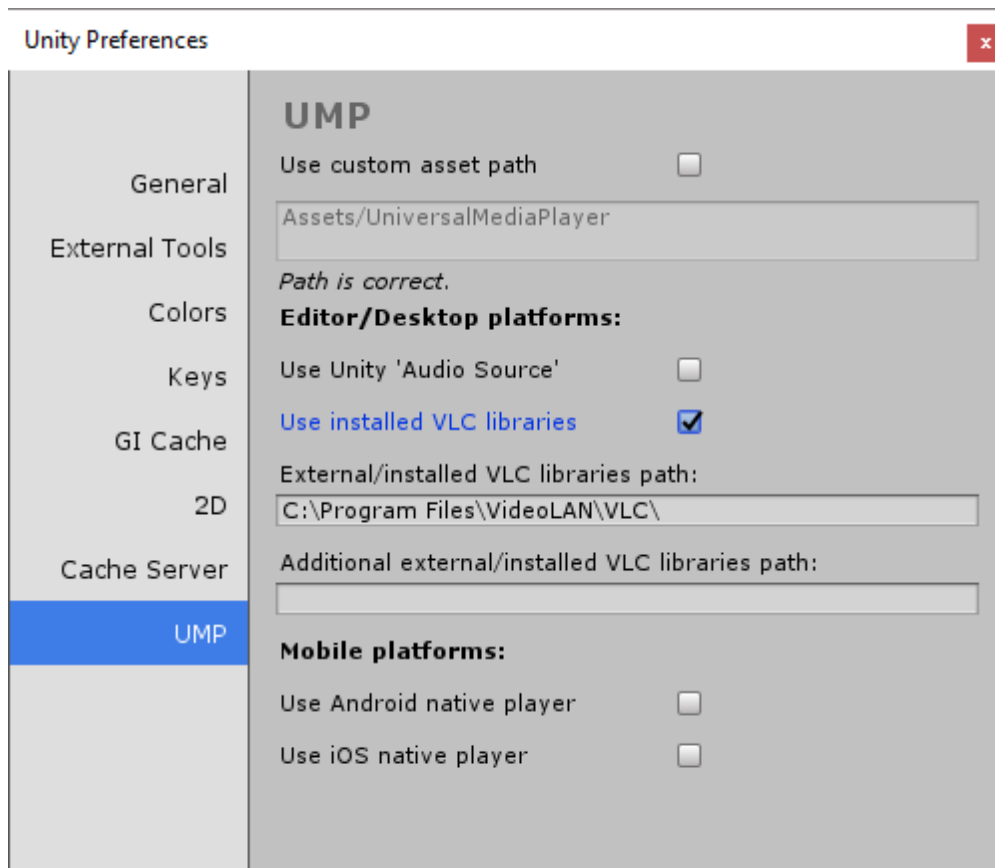 Unity Preferences
x
General
External Tools
Colors
Keys
GI Cache
2D
Cache Server
UMP
UMP
Use custom asset path
Assets/UniversalMediaPlayer
Path is correct.
Editor/Desktop platforms:
Use Unity 'Audio Source'
Use installed VLC libraries
External/installed VLC libraries path:
C:\Program Files\VideoLAN\VLC\
Additional external/installed VLC libraries path:
Mobile platforms:
Use Android native player
Use iOS native player